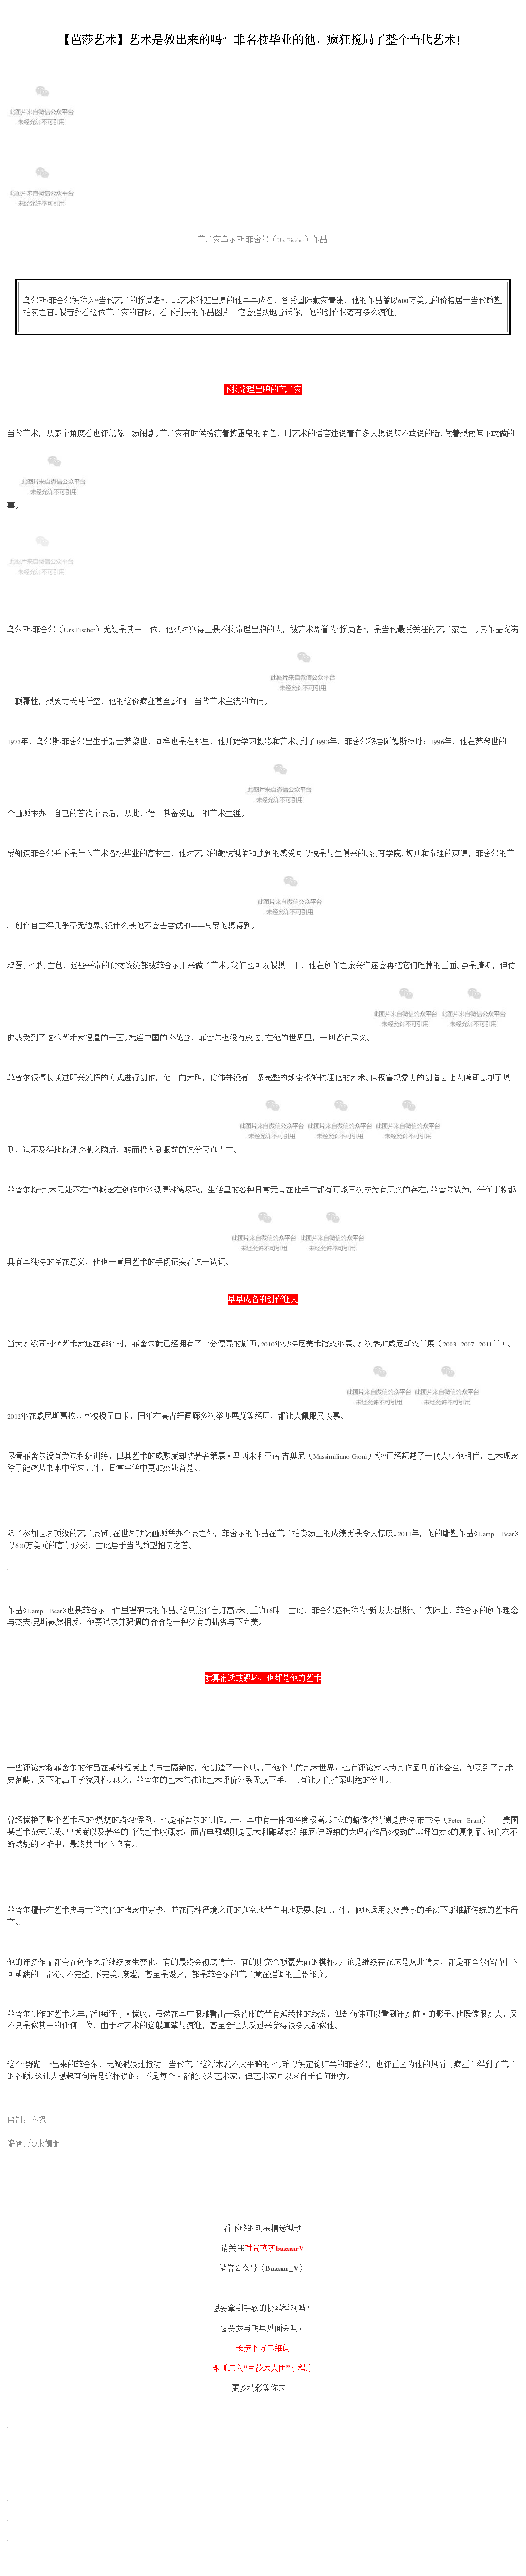 【芭莎艺术】艺术是教出来的吗？非名校毕业的他，疯狂搅局了整个当代艺术！
此图片来自微信公众平台
未经允许不可引用
此图片来自微信公众平台
未经允许不可引用
艺术家乌尔斯·菲舍尔（Urs Fischer）作品
乌尔斯·菲舍尔被称为“当代艺术的搅局者”，非艺术科班出身的他早早成名，备受国际藏家青睐，他的作品曾以600万美元的价格居于当代雕塑
拍卖之首。假若翻看这位艺术家的官网，看不到头的作品图片一定会强烈地告诉你，他的创作状态有多么疯狂。
不按常理出牌的艺术家
当代艺术，从某个角度看也许就像一场闹剧。艺术家有时候扮演着捣蛋鬼的角色，用艺术的语言述说着许多人想说却不敢说的话、做着想做但不敢做的
此图片来自微信公众平台
未经允许不可引用
事。
此图片来自微信公众平台
未经允许不可引用
乌尔斯·菲舍尔（Urs Fischer）无疑是其中一位，他绝对算得上是不按常理出牌的人，被艺术界誉为“搅局者”，是当代最受关注的艺术家之一。其作品充满
此图片来自微信公众平台
未经允许不可引用
了颠覆性，想象力天马行空，他的这份疯狂甚至影响了当代艺术主流的方向。
1973年，乌尔斯·菲舍尔出生于瑞士苏黎世，同样也是在那里，他开始学习摄影和艺术。到了1993年，菲舍尔移居阿姆斯特丹；1996年，他在苏黎世的一
此图片来自微信公众平台
未经允许不可引用
个画廊举办了自己的首次个展后，从此开始了其备受瞩目的艺术生涯。
要知道菲舍尔并不是什么艺术名校毕业的高材生，他对艺术的敏锐视角和独到的感受可以说是与生俱来的。没有学院、规则和常理的束缚，菲舍尔的艺
此图片来自微信公众平台
未经允许不可引用
术创作自由得几乎毫无边界。没什么是他不会去尝试的——只要他想得到。
鸡蛋、水果、面包，这些平常的食物统统都被菲舍尔用来做了艺术。我们也可以假想一下，他在创作之余兴许还会再把它们吃掉的画面。虽是猜测，但仿
此图片来自微信公众平台 此图片来自微信公众平台
未经允许不可引用 未经允许不可引用
佛感受到了这位艺术家逗逼的一面。就连中国的松花蛋，菲舍尔也没有放过。在他的世界里，一切皆有意义。
菲舍尔很擅长通过即兴发挥的方式进行创作，他一向大胆，仿佛并没有一条完整的线索能够梳理他的艺术。但极富想象力的创造会让人瞬间忘却了规
此图片来自微信公众平台 此图片来自微信公众平台 此图片来自微信公众平台
未经允许不可引用 未经允许不可引用 未经允许不可引用
则，迫不及待地将理论抛之脑后，转而投入到眼前的这份天真当中。
菲舍尔将“艺术无处不在”的概念在创作中体现得淋漓尽致，生活里的各种日常元素在他手中都有可能再次成为有意义的存在。菲舍尔认为，任何事物都
此图片来自微信公众平台 此图片来自微信公众平台
未经允许不可引用 未经允许不可引用
具有其独特的存在意义，他也一直用艺术的手段证实着这一认识。
早早成名的创作狂人
当大多数同时代艺术家还在徘徊时，菲舍尔就已经拥有了十分漂亮的履历。2010年惠特尼美术馆双年展、多次参加威尼斯双年展（2003，2007，2011年）、
此图片来自微信公众平台 此图片来自微信公众平台
未经允许不可引用 未经允许不可引用
2012年在威尼斯葛拉西宫被授予白卡，同年在高古轩画廊多次举办展览等经历，都让人佩服又羡慕。
尽管菲舍尔没有受过科班训练，但其艺术的成熟度却被著名策展人马西米利亚诺·吉奥尼（Massimiliano Gioni）称“已经超越了一代人”。他相信，艺术理念
除了能够从书本中学来之外，日常生活中更加处处皆是。
除了参加世界顶级的艺术展览、在世界顶级画廊举办个展之外，菲舍尔的作品在艺术拍卖场上的成绩更是令人惊叹。2011年，他的雕塑作品《Lamp Bear》
以600万美元的高价成交，由此居于当代雕塑拍卖之首。
作品《Lamp Bear》也是菲舍尔一件里程碑式的作品。这只熊仔台灯高7米、重约16吨，由此，菲舍尔还被称为“新杰夫·昆斯”。而实际上，菲舍尔的创作理念
与杰夫·昆斯截然相反，他要追求并强调的恰恰是一种少有的拙劣与不完美。
就算消逝或毁坏，也都是他的艺术
一些评论家称菲舍尔的作品在某种程度上是与世隔绝的，他创造了一个只属于他个人的艺术世界；也有评论家认为其作品具有社会性，触及到了艺术
史范畴，又不附属于学院风格。总之，菲舍尔的艺术往往让艺术评价体系无从下手，只有让人们拍案叫绝的份儿。
曾经惊艳了整个艺术界的“燃烧的蜡烛”系列，也是菲舍尔的创作之一，其中有一件知名度极高。站立的蜡像被猜测是皮特·布兰特（Peter Brant）——美国
某艺术杂志总裁、出版商以及著名的当代艺术收藏家；而古典雕塑则是意大利雕塑家乔维尼·波隆纳的大理石作品《被劫的塞拜妇女》的复制品。他们在不
断燃烧的火焰中，最终共同化为乌有。
菲舍尔擅长在艺术史与世俗文化的概念中穿梭，并在两种语境之间的真空地带自由地玩耍。除此之外，他还运用废物美学的手法不断推翻传统的艺术语
言。
他的许多作品都会在创作之后继续发生变化，有的最终会彻底消亡，有的则完全颠覆先前的模样。无论是继续存在还是从此消失，都是菲舍尔作品中不
可或缺的一部分。不完整、不完美、废墟，甚至是毁灭，都是菲舍尔的艺术意在强调的重要部分。
菲舍尔创作的艺术之丰富和痴狂令人惊叹，虽然在其中很难看出一条清晰的带有延续性的线索，但却仿佛可以看到许多前人的影子。他既像很多人，又
不只是像其中的任何一位，由于对艺术的这般真挚与疯狂，甚至会让人反过来觉得很多人都像他。
这个“野路子”出来的菲舍尔，无疑狠狠地搅动了当代艺术这潭本就不太平静的水。难以被定论归类的菲舍尔，也许正因为他的热情与疯狂而得到了艺术
的眷顾。这让人想起有句话是这样说的：不是每个人都能成为艺术家，但艺术家可以来自于任何地方。
监制：齐超
编辑、文/张婧雅
看不够的明星精选视频
请关注时尚芭莎bazaarV
微信公众号（Bazaar_V）
想要拿到手软的粉丝福利吗？
想要参与明星见面会吗？
长按下方二维码
即可进入“芭莎达人团”小程序
更多精彩等你来！